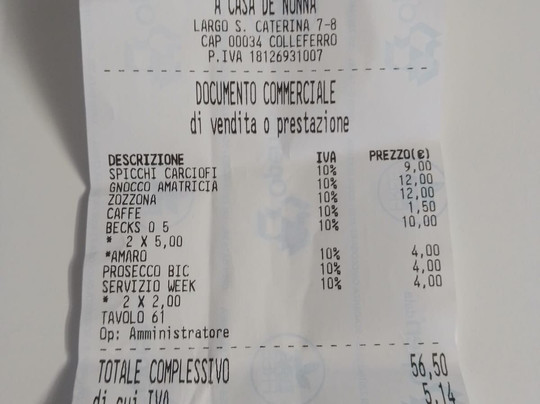 A CASA DE NONNA
LARGO S. CATERINA 7-8
CAP 00034 COLLEFERRO
P.IVA 18126931007
DOCUMENTO COMMERCIALE
di vendita o prestazione
DESCRIZIONE IVA PREZZO(€)
SPICCHI CARCIOFI 10% 9,00
GNOCCO AMATRICIA 10% 12,00
ZOZZONA 10% 12,00
CAFFE 10% 1,50
BECKS 0 5 10% 10,00
* 2 X 5,00
*AMARO 10% 4,00
PROSECCO BIC 10% 4,00
SERVIZIO WEEK 10% 4,00
* 2 X 2,00
TAVOLO 61
Op: Amministratore
TOTALE COMPLESSIVO 56,50
di cui IVA 5,14